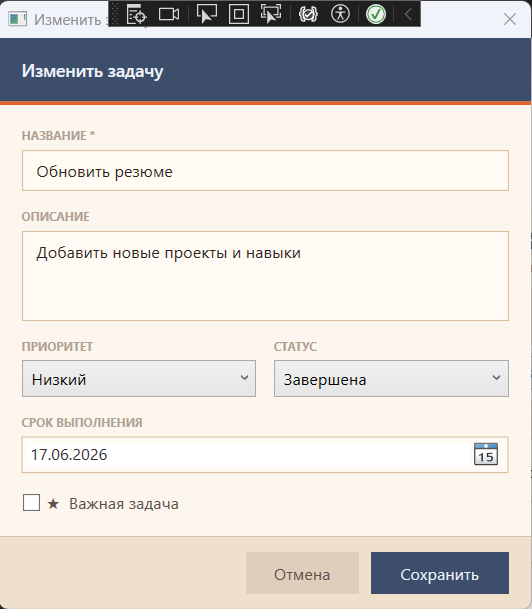 Изменить з
Изменить задачу
НАЗВАНИЕ *
Обновить резюме
ОПИСАНИЕ
Добавить новые проекты и навыки
ПРИОРИТЕТ
СТАТУС
Низкий
Завершена
СРОК ВЫПОЛНЕНИЯ
17.06.2026
15
★ Важная задача
Отмена
Сохранить